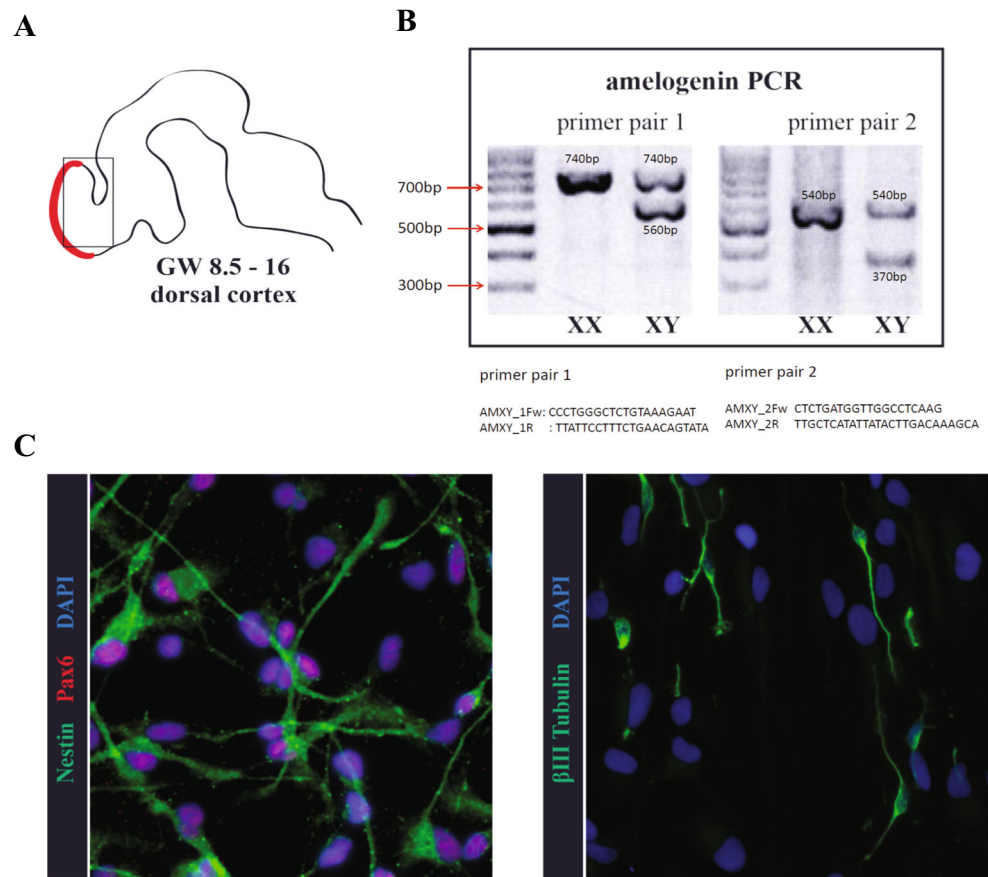 A
GW 8.5 - 16
dorsal cortex
B
amelogenin PCR
primer pair 1
primer pair 2
740bp
740bp
560bp
540bp
540bp
370bp
700bp
500bp
300bp
XX
XY
XX
XY
primer pair 1
AMXY_1Fw: CCCTGGGCTCTGTAAAGAAT
AMXY_1R : TTATTCCTTTCTGAACAGTATA
primer pair 2
AMXY_2Fw CTCTGATGGTTGGCCTCAAG
AMXY_2R TTGCTCATATTATACTTGACAAAGCA
C
Nestin Pax6 DAPI
βIII Tubulin DAPI